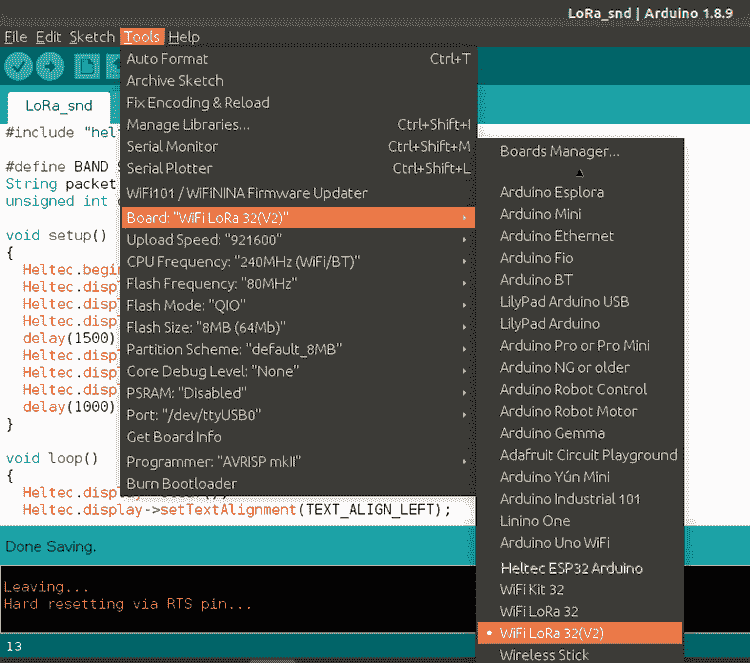 LoRa_snd | Arduino 1.8.9
File Edit Sketch Tools Help
LoRa_snd
#include "hel
#define BAND
String packet
unsigned int
void setup()
{
Heltec.begin
Heltec.displ
Heltec.displ
Heltec.displ
delay(1500)
Heltec.displ
Heltec.displ
Heltec.displ
delay(1000)
}
void loop()
{
Heltec.displ
Heltec.display->setTextAlignment(TEXT_ALIGN_LEFT);
Auto Format Ctrl+T
Archive Sketch
Fix Encoding & Reload
Manage Libraries... Ctrl+Shift+I
Serial Monitor Ctrl+Shift+M
Serial Plotter Ctrl+Shift+L
WiFi101 / WiFiNINA Firmware Updater
Board: "WiFi LoRa 32(V2)"
Upload Speed: "921600"
CPU Frequency: "240MHz (WiFi/BT)"
Flash Frequency: "80MHz"
Flash Mode: "QIO"
Flash Size: "8MB (64Mb)"
Partition Scheme: "default_8MB"
Core Debug Level: "None"
PSRAM: "Disabled"
Port: "/dev/ttyUSB0"
Get Board Info
Programmer: "AVRISP mkII"
Burn Bootloader
Boards Manager...
Arduino Esplora
Arduino Mini
Arduino Ethernet
Arduino Fio
Arduino BT
LilyPad Arduino USB
LilyPad Arduino
Arduino Pro or Pro Mini
Arduino NG or older
Arduino Robot Control
Arduino Robot Motor
Arduino Gemma
Adafruit Circuit Playground
Arduino Yún Mini
Arduino Industrial 101
Linino One
Arduino Uno WiFi
Heltec ESP32 Arduino
WiFi Kit 32
WiFi LoRa 32
WiFi LoRa 32(V2)
Wireless Stick
Done Saving.
Leaving...
Hard resetting via RTS pin...
13